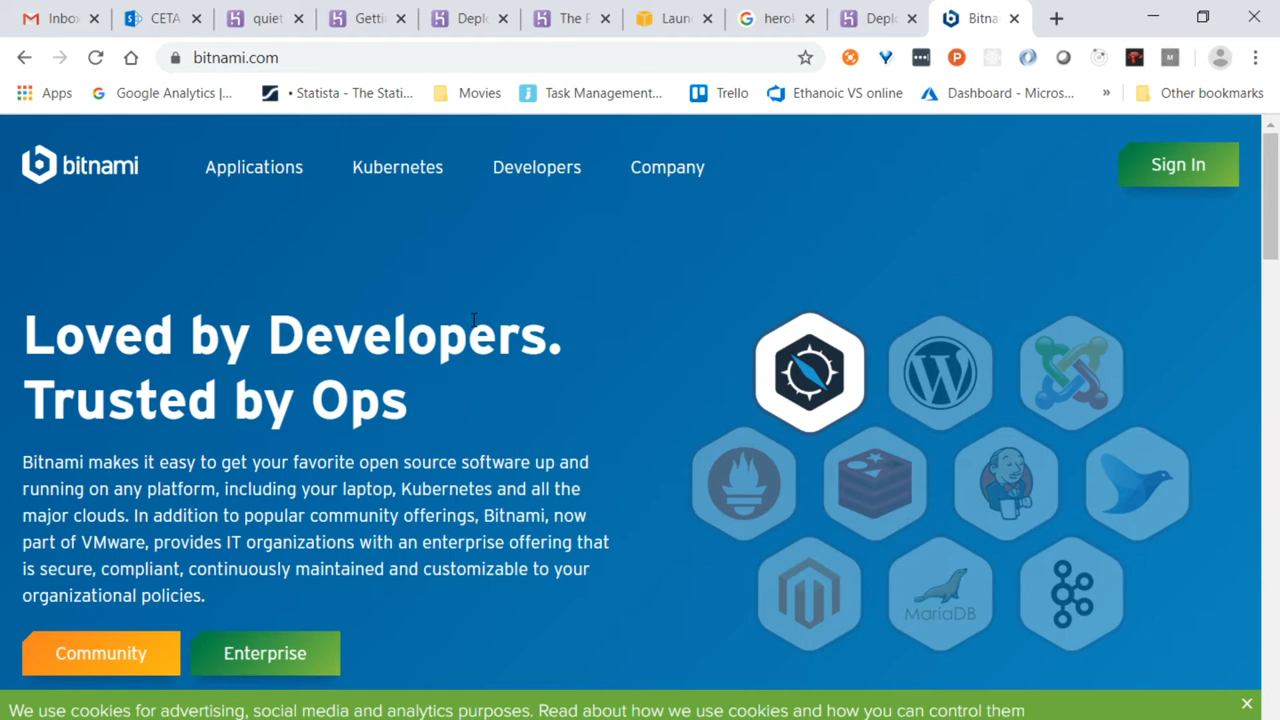 Inbox
CETA
quiet
Gettin
Deplo
The P
Laun
herok
Deplo
Bitna
bitnami.com
Apps
Google Analytics |...
• Statista - The Stati...
Movies
Task Management...
Trello
Ethanoic VS online
Dashboard - Micros...
»
Other bookmarks
bitnami
Applications
Kubernetes
Developers
Company
Sign In
Loved by Developers.
Trusted by Ops
Bitnami makes it easy to get your favorite open source software up and
running on any platform, including your laptop, Kubernetes and all the
major clouds. In addition to popular community offerings, Bitnami, now
part of VMware, provides IT organizations with an enterprise offering that
is secure, compliant, continuously maintained and customizable to your
organizational policies.
Community
Enterprise
MariaDB
We use cookies for advertising, social media and analytics purposes. Read about how we use cookies and how you can control them